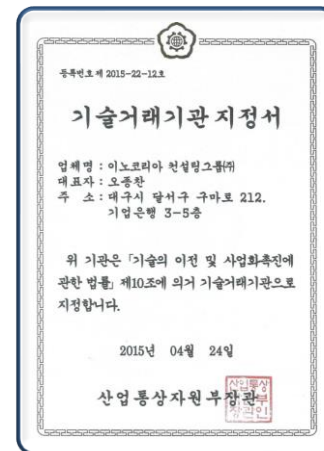 등록번호 제 2015-22-12호
기술거래기관 지정서
업체명 : 이노코리아 컨설팅그룹㈜
대표자 : 오종찬
주 소 : 대구시 달서구 구마로 212.
기업은행 3-5층
위 기관은 「기술의 이전 및 사업화촉진에
관한 법률」 제10조에 의거 기술거래기관으로
지정합니다.
2015년 04월 24일
산업통상자원부장관